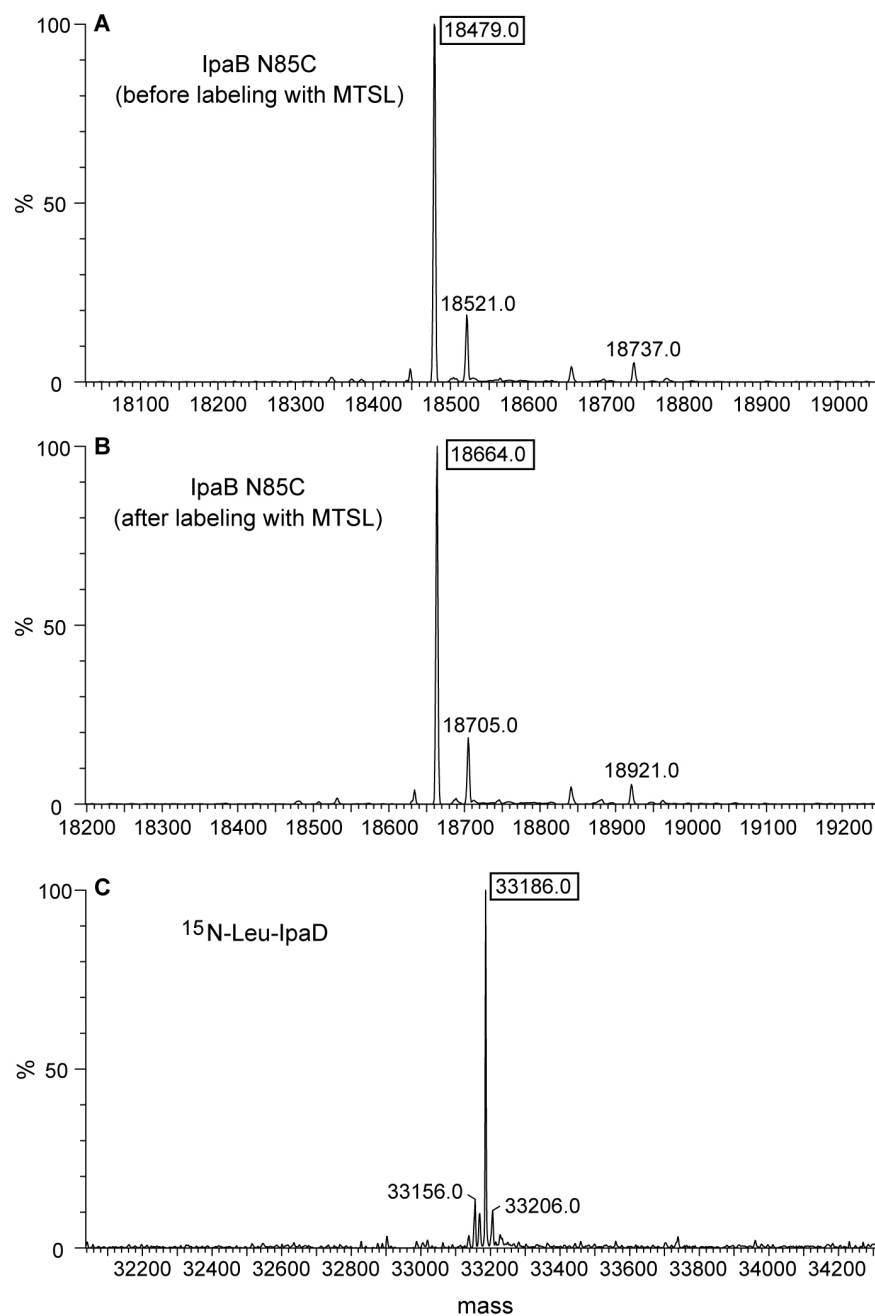 A
100
18479.0
IpaB N85C
(before labeling with MTSL)
%
50
18521.0
18737.0
0
18100 18200 18300 18400 18500 18600 18700 18800 18900 19000
B
100
18664.0
IpaB N85C
(after labeling with MTSL)
%
50
18705.0
18921.0
0
18200 18300 18400 18500 18600 18700 18800 18900 19000 19100 19200
C
100
33186.0
15N-Leu-IpaD
%
50
33156.0
33206.0
0
32200 32400 32600 32800 33000 33200 33400 33600 33800 34000 34200
mass